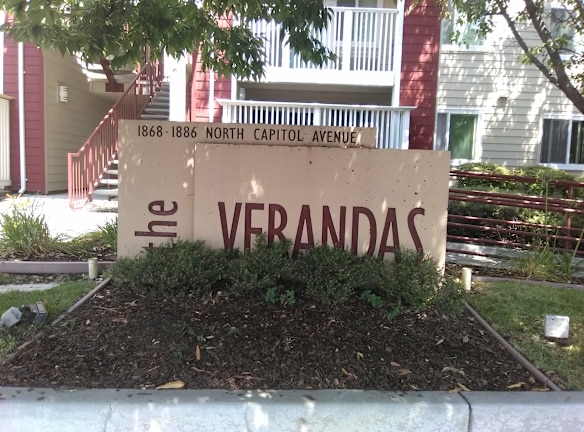 1868-1886 NORTH CAPITOL AVENUE
the
VERANDAS